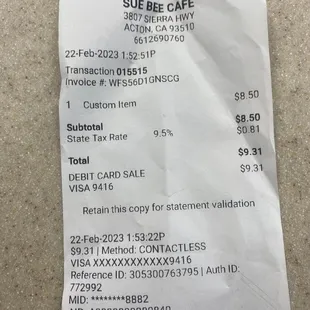 SUE BEE CAFE
3807 SIERRA HWY
ACTON, CA 93510
6612690760
22-Feb-2023 1:52:51P
Transaction 015515
Invoice #: WFS56D1GNSCG
1 Custom Item $8.50
Subtotal $8.50
State Tax Rate 9.5% $0.81
Total $9.31
DEBIT CARD SALE $9.31
VISA 9416
Retain this copy for statement validation
22-Feb-2023 1:53:22P
$9.31 | Method: CONTACTLESS
VISA XXXXXXXXXXXX9416
Reference ID: 305300763795 | Auth ID:
772992
MID: ********8882